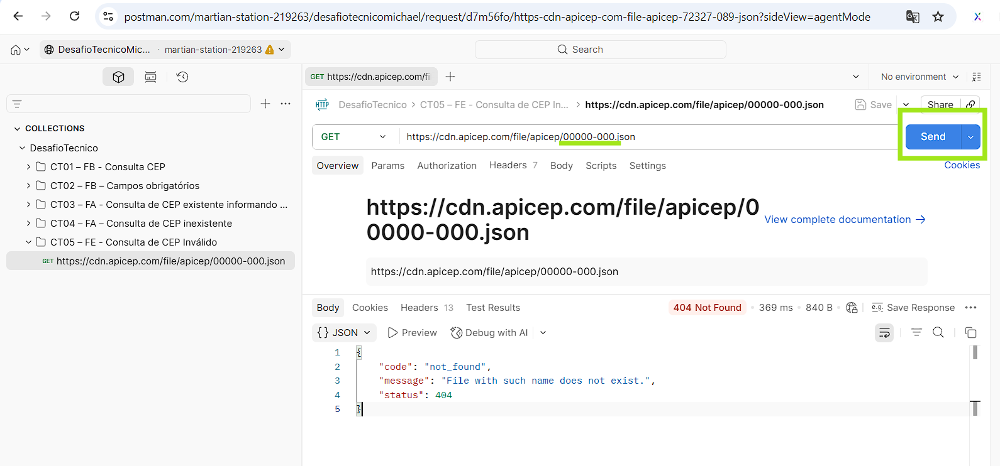 postman.com/martian-station-219263/desafiotecnicomichael/request/d7m56fo/https-cdn-apicep-com-file-apicep-72327-089-json?sideView=agentMode
DesafioTecnicoMic... · martian-station-219263
Search
GET https://cdn.apicep.com/fi
No environment
HTTP DesafioTecnico > CT05 – FE - Consulta de CEP In... > https://cdn.apicep.com/file/apicep/00000-000.json
Save
Share
COLLECTIONS
DesafioTecnico
CT01 – FB - Consulta CEP
CT02 – FB – Campos obrigatórios
CT03 – FA - Consulta de CEP existente informando ...
CT04 – FA – Consulta de CEP inexistente
CT05 – FE - Consulta de CEP Inválido
GET https://cdn.apicep.com/file/apicep/00000-000.json
GET https://cdn.apicep.com/file/apicep/00000-000.json
Send
Overview Params Authorization Headers 7 Body Scripts Settings
Cookies
https://cdn.apicep.com/file/apicep/0
0000-000.json
View complete documentation →
https://cdn.apicep.com/file/apicep/00000-000.json
Body Cookies Headers 13 Test Results
404 Not Found • 369 ms • 840 B • e.g. Save Response
{} JSON Preview Debug with AI
1 {
2 "code": "not_found",
3 "message": "File with such name does not exist.",
4 "status": 404
5 }